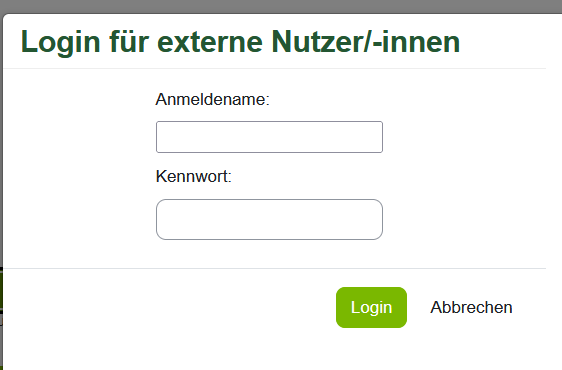 Login für externe Nutzer/-innen
Anmeldename:
Kennwort:
Login Abbrechen